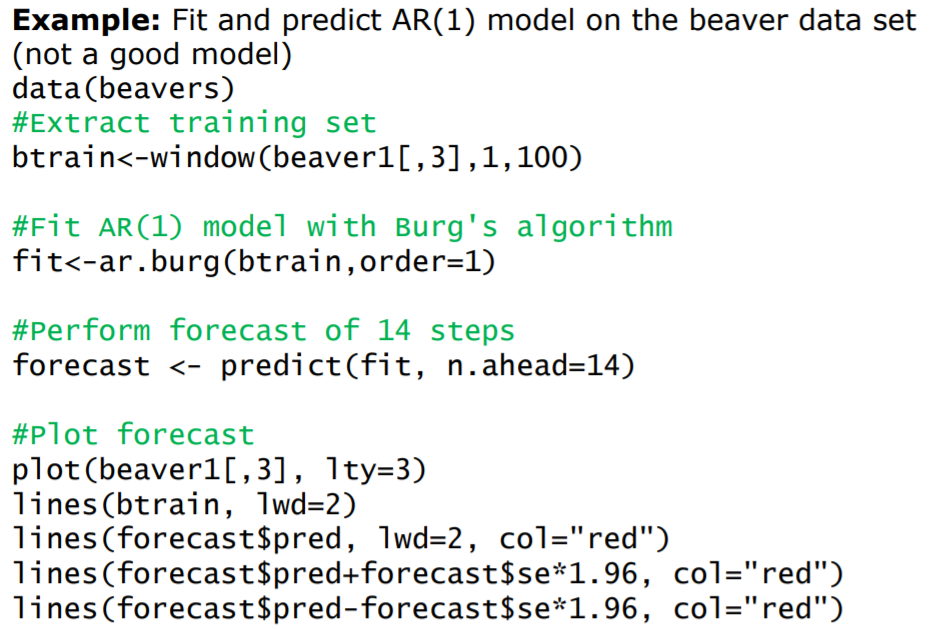 Example: Fit and predict AR(1) model on the beaver data set
(not a good model)
data(beavers)
#Extract training set
btrain<-window(beaver1[,3],1,100)
#Fit AR(1) model with Burg's algorithm
fit<-ar.burg(btrain,order=1)
#Perform forecast of 14 steps
forecast <- predict(fit, n.ahead=14)
#Plot forecast
plot(beaver1[,3], lty=3)
lines(btrain, lwd=2)
lines(forecast$pred, lwd=2, col="red")
lines(forecast$pred+forecast$se*1.96, col="red")
lines(forecast$pred-forecast$se*1.96, col="red")